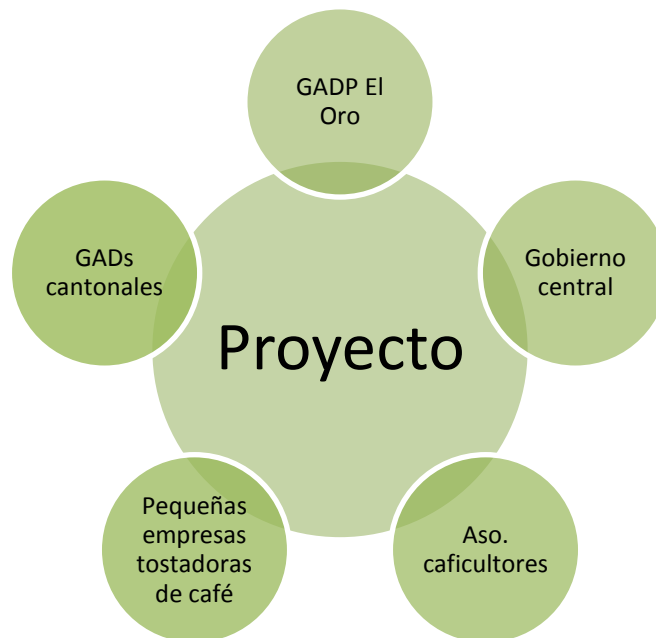 GADP El
Oro
GADs
cantonales
Gobierno
central
Proyecto
Pequeñas
empresas
tostadoras
de café
Aso.
caficultores